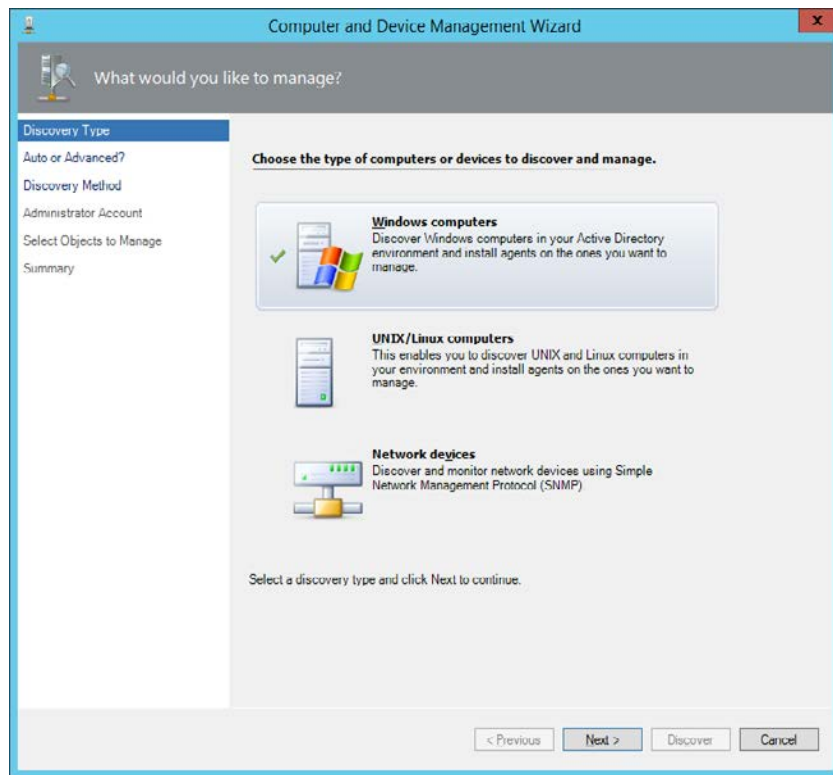 Computer and Device Management Wizard
x
What would you like to manage?
Discovery Type
Auto or Advanced?
Discovery Method
Administrator Account
Select Objects to Manage
Summary
Choose the type of computers or devices to discover and manage.
Windows computers
Discover Windows computers in your Active Directory
environment and install agents on the ones you want to
manage.
UNIX/Linux computers
This enables you to discover UNIX and Linux computers in
your environment and install agents on the ones you want to
manage.
Network devices
Discover and monitor network devices using Simple
Network Management Protocol (SNMP)
Select a discovery type and click Next to continue.
< Previous
Next >
Discover
Cancel